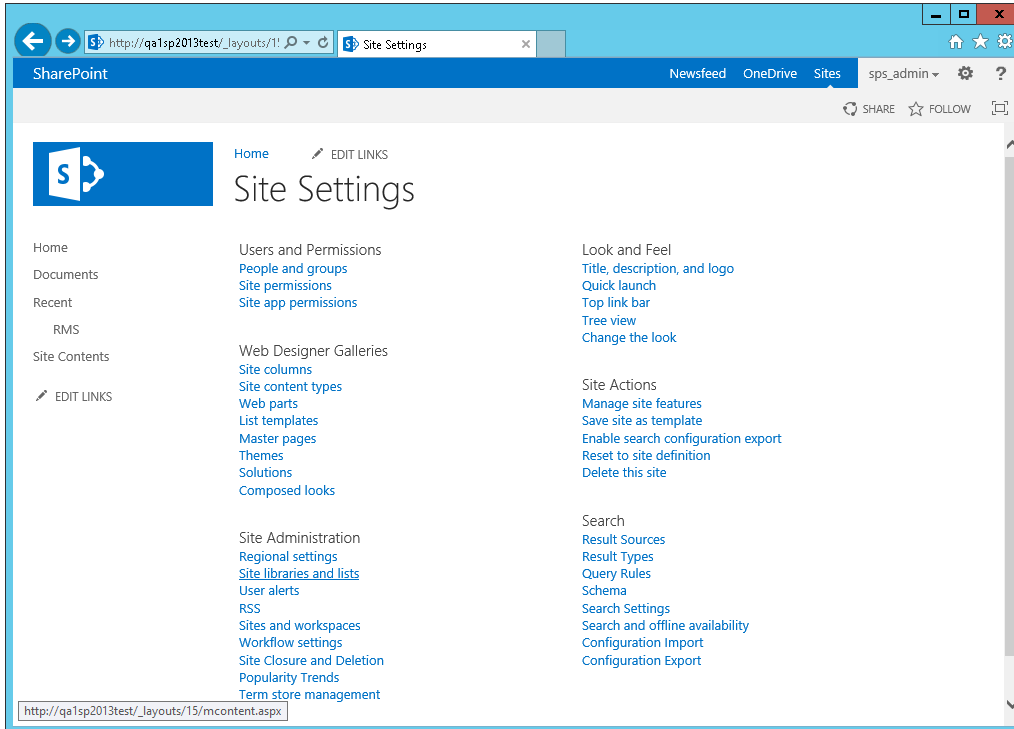 http://qa1sp2013test/_layouts/1!
Site Settings
SharePoint
Newsfeed
OneDrive
Sites
sps_admin
?
SHARE
FOLLOW
S
Home
EDIT LINKS
Site Settings
Home
Documents
Recent
RMS
Site Contents
EDIT LINKS
Users and Permissions
People and groups
Site permissions
Site app permissions
Web Designer Galleries
Site columns
Site content types
Web parts
List templates
Master pages
Themes
Solutions
Composed looks
Site Administration
Regional settings
Site libraries and lists
User alerts
RSS
Sites and workspaces
Workflow settings
Site Closure and Deletion
Popularity Trends
Term store management
Look and Feel
Title, description, and logo
Quick launch
Top link bar
Tree view
Change the look
Site Actions
Manage site features
Save site as template
Enable search configuration export
Reset to site definition
Delete this site
Search
Result Sources
Result Types
Query Rules
Schema
Search Settings
Search and offline availability
Configuration Import
Configuration Export
http://qa1sp2013test/_layouts/15/mcontent.aspx